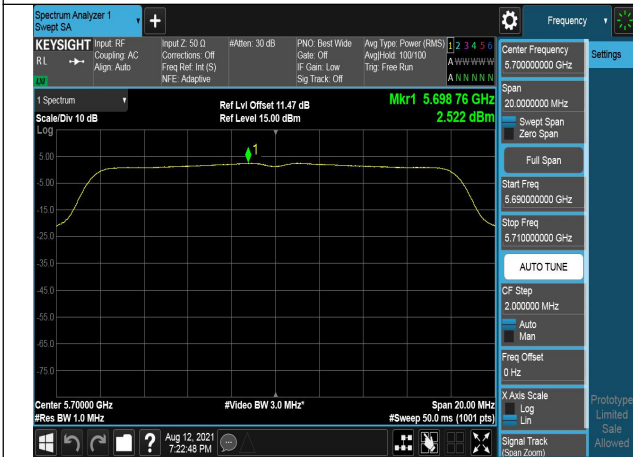 Spectrum Analyzer 1
Swept SA
+
Frequency
KEYSIGHT
RL
Input: RF
Coupling: AC
Align: Auto
Input Z: 50 Ω
Corrections: Off
Freq Ref: Int (S)
NFE: Adaptive
#Atten: 30 dB
PNO: Best Wide
Gate: Off
IF Gain: Low
Sig Track: Off
Avg Type: Power (RMS)
Avg|Hold: 100/100
Trig: Free Run
1 2 3 4 5 6
A W W W W W
A N N N N N
1 Spectrum
Scale/Div 10 dB
Log
Ref Lvl Offset 11.47 dB
Ref Level 15.00 dBm
Mkr1 5.698 76 GHz
2.522 dBm
1
5.00
-5.00
-15.0
-25.0
-35.0
-45.0
-55.0
-65.0
-75.0
Center 5.70000 GHz
#Res BW 1.0 MHz
#Video BW 3.0 MHz*
Span 20.00 MHz
#Sweep 50.0 ms (1001 pts)
?
Aug 12, 2021
7:22:48 PM
Center Frequency
5.700000000 GHz
Span
20.0000000 MHz
Swept Span
Zero Span
Full Span
Start Freq
5.690000000 GHz
Stop Freq
5.710000000 GHz
AUTO TUNE
CF Step
2.000000 MHz
Auto
Man
Freq Offset
0 Hz
X Axis Scale
Log
Lin
Signal Track
(Span Zoom)
Settings
Prototype
Limited
Sale
Allowed